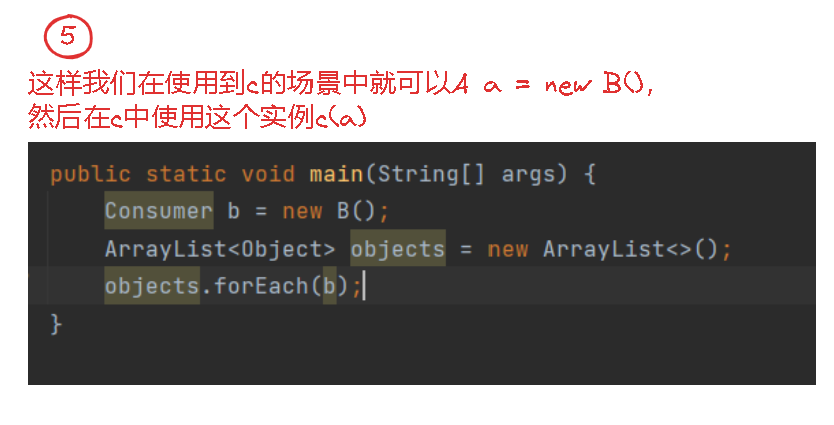 5
这样我们在使用到c的场景中就可以A a = new B(),
然后在c中使用这个实例c(a)
public static void main(String[] args) {
Consumer b = new B();
ArrayList<Object> objects = new ArrayList<>();
objects.forEach(b);
}